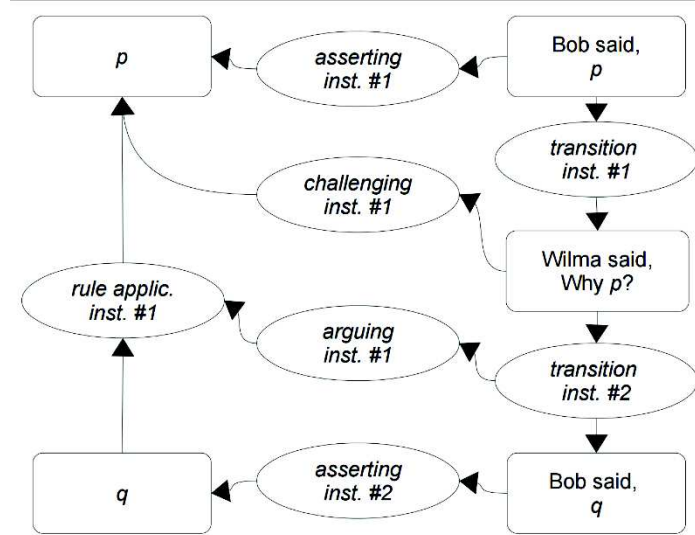 p
asserting
inst. #1
Bob said,
p
transition
inst. #1
challenging
inst. #1
Wilma said,
Why p?
rule applic.
inst. #1
arguing
inst. #1
transition
inst. #2
q
asserting
inst. #2
Bob said,
q